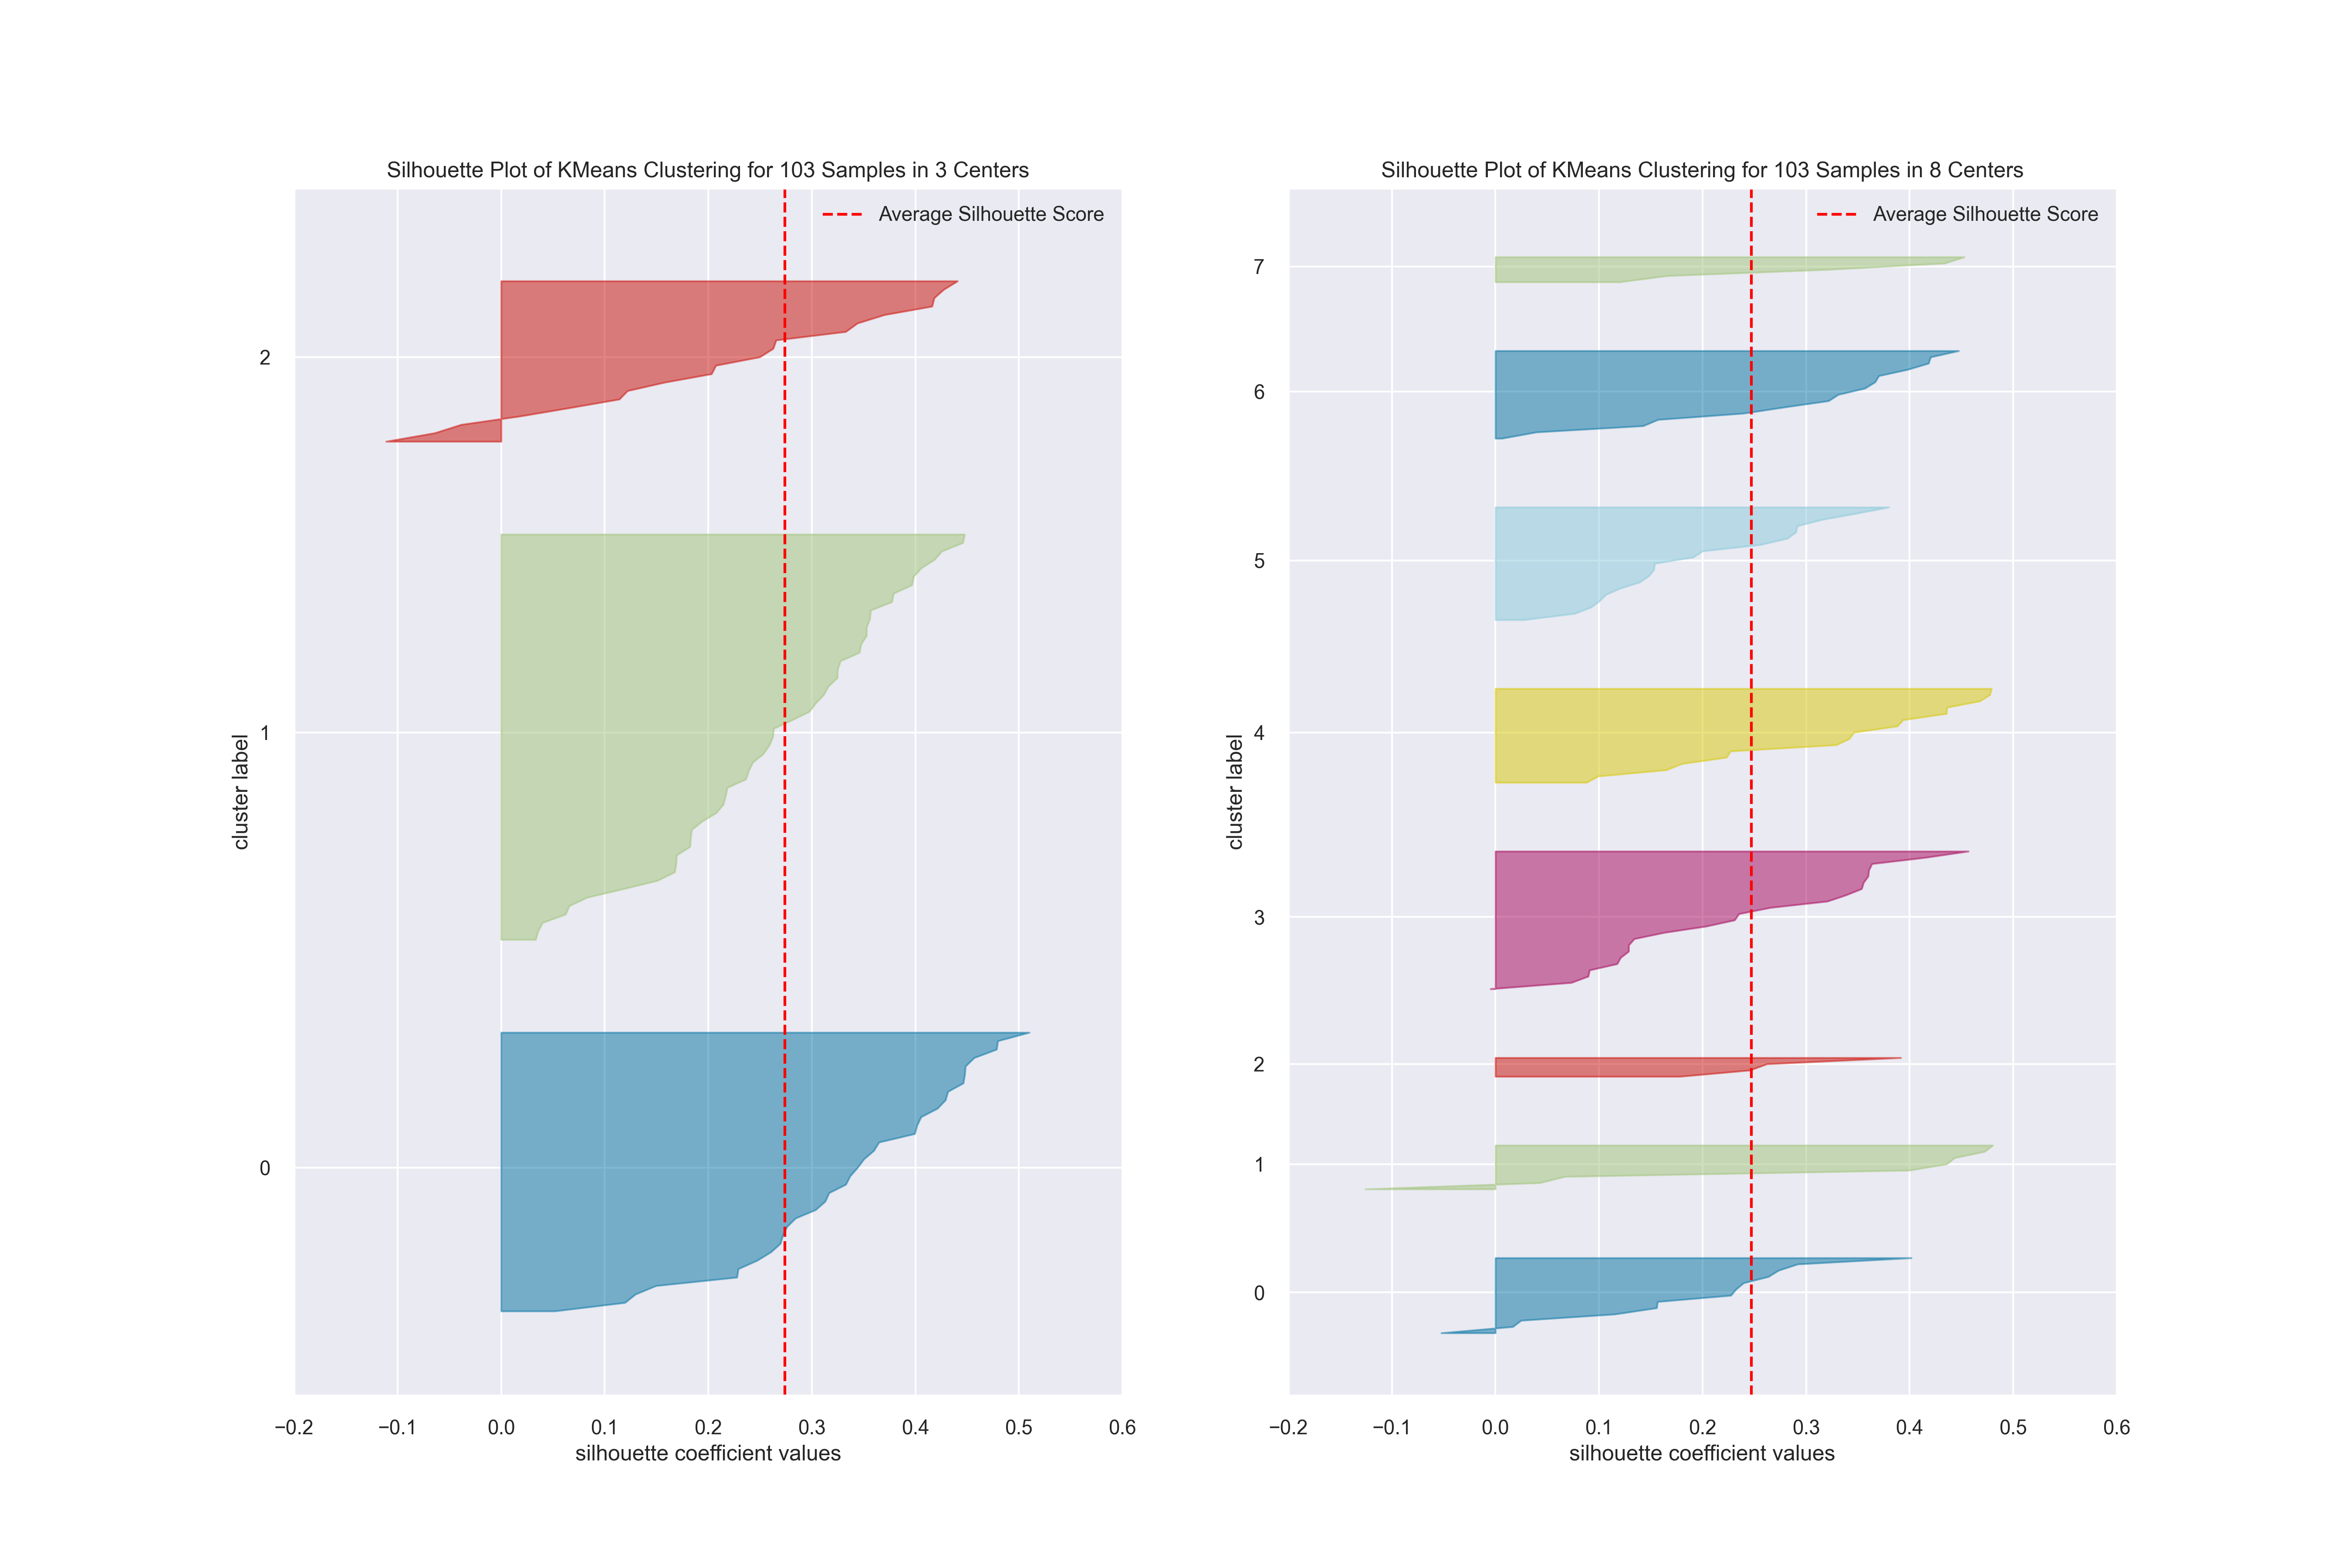 Silhouette Plot of KMeans Clustering for 103 Samples in 3 Centers
Average Silhouette Score
2
1
0
cluster label
−0.2 −0.1 0.0 0.1 0.2 0.3 0.4 0.5 0.6
silhouette coefficient values
Silhouette Plot of KMeans Clustering for 103 Samples in 8 Centers
Average Silhouette Score
7
6
5
4
3
2
1
0
cluster label
−0.2 −0.1 0.0 0.1 0.2 0.3 0.4 0.5 0.6
silhouette coefficient values